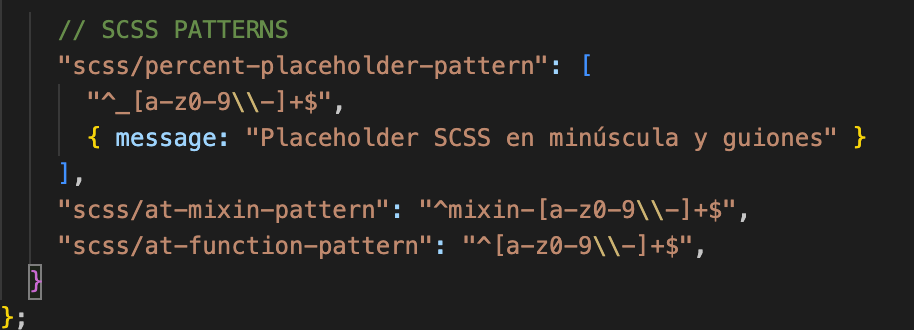 // SCSS PATTERNS
"scss/percent-placeholder-pattern": [
"^_[a-z0-9\\-]+$",
{ message: "Placeholder SCSS en minúscula y guiones" }
],
"scss/at-mixin-pattern": "^mixin-[a-z0-9\\-]+$",
"scss/at-function-pattern": "^[a-z0-9\\-]+$",
}
};